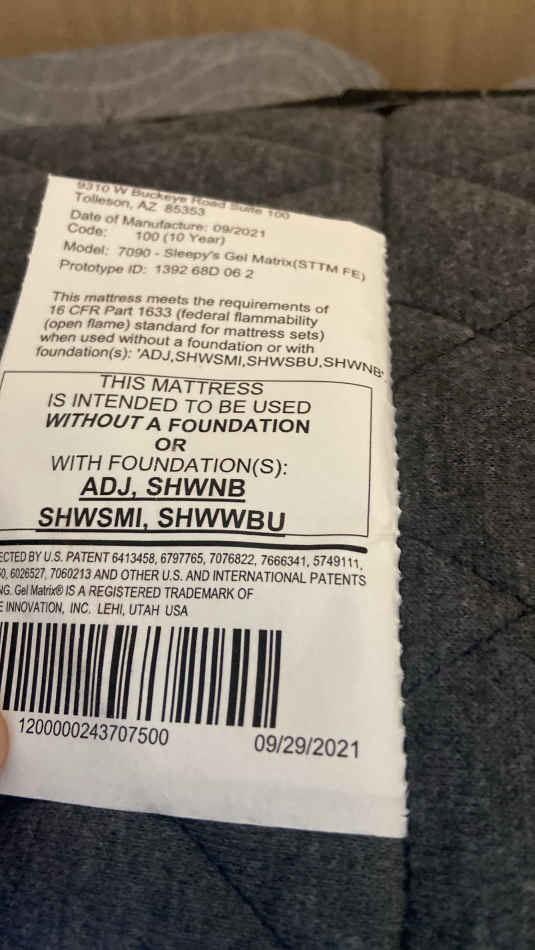 9310 W Buckeye Road Suite 100
Tolleson, AZ 85353
Date of Manufacture: 09/2021
Code: 100 (10 Year)
Model: 7090 - Sleepy's Gel Matrix(STTM FE)
Prototype ID: 1392 68D 06 2
This mattress meets the requirements of
16 CFR Part 1633 (federal flammability
(open flame) standard for mattress sets)
when used without a foundation or with
foundation(s): 'ADJ,SHWSMI,SHWSBU,SHWNB'
THIS MATTRESS
IS INTENDED TO BE USED
WITHOUT A FOUNDATION
OR
WITH FOUNDATION(S):
ADJ, SHWNB
SHWSMI, SHWWBU
ECTED BY U.S. PATENT 6413458, 6797765, 7076822, 7666341, 5749111,
0, 6026527, 7060213 AND OTHER U.S. AND INTERNATIONAL PATENTS
NG. Gel Matrix® IS A REGISTERED TRADEMARK OF
E INNOVATION, INC. LEHI, UTAH USA
1200000243707500
09/29/2021